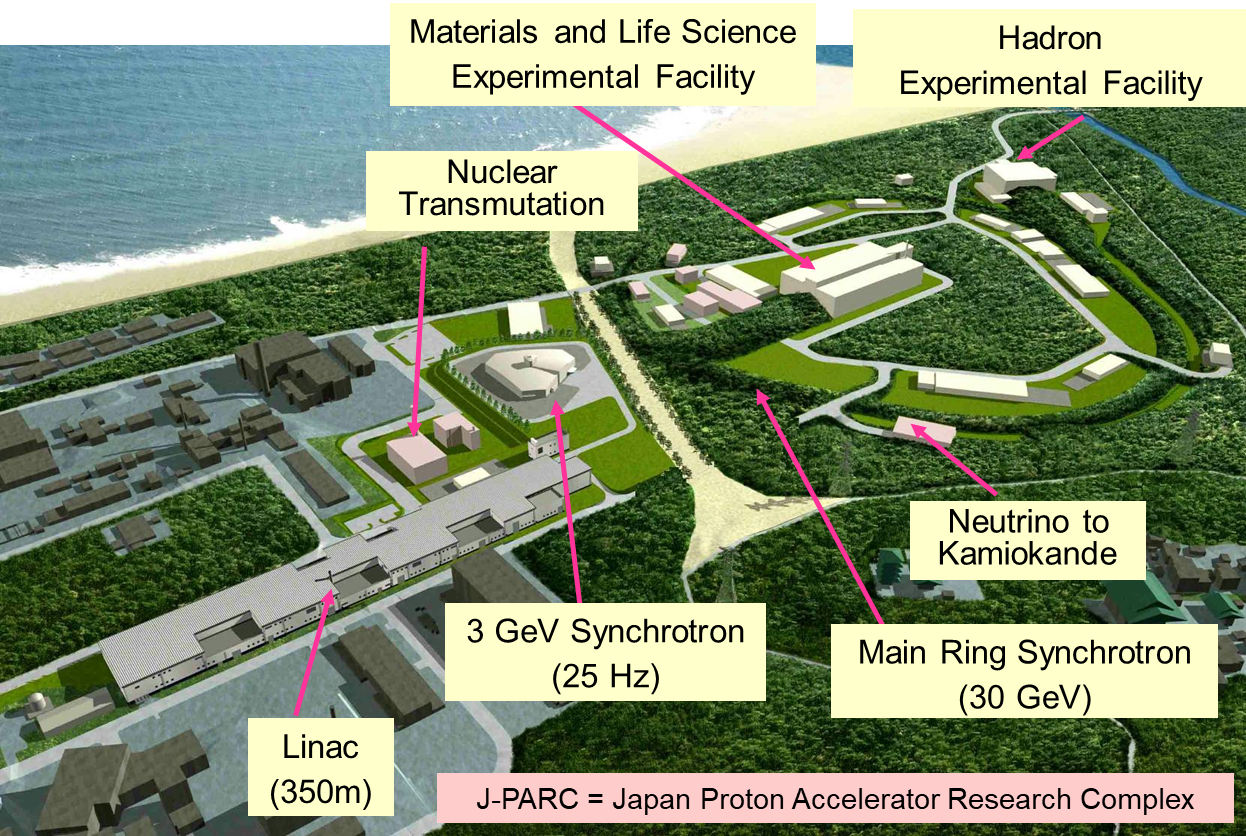 Materials and Life Science
Experimental Facility
Hadron
Experimental Facility
Nuclear
Transmutation
Neutrino to
Kamiokande
3 GeV Synchrotron
(25 Hz)
Main Ring Synchrotron
(30 GeV)
Linac
(350m)
J-PARC = Japan Proton Accelerator Research Complex